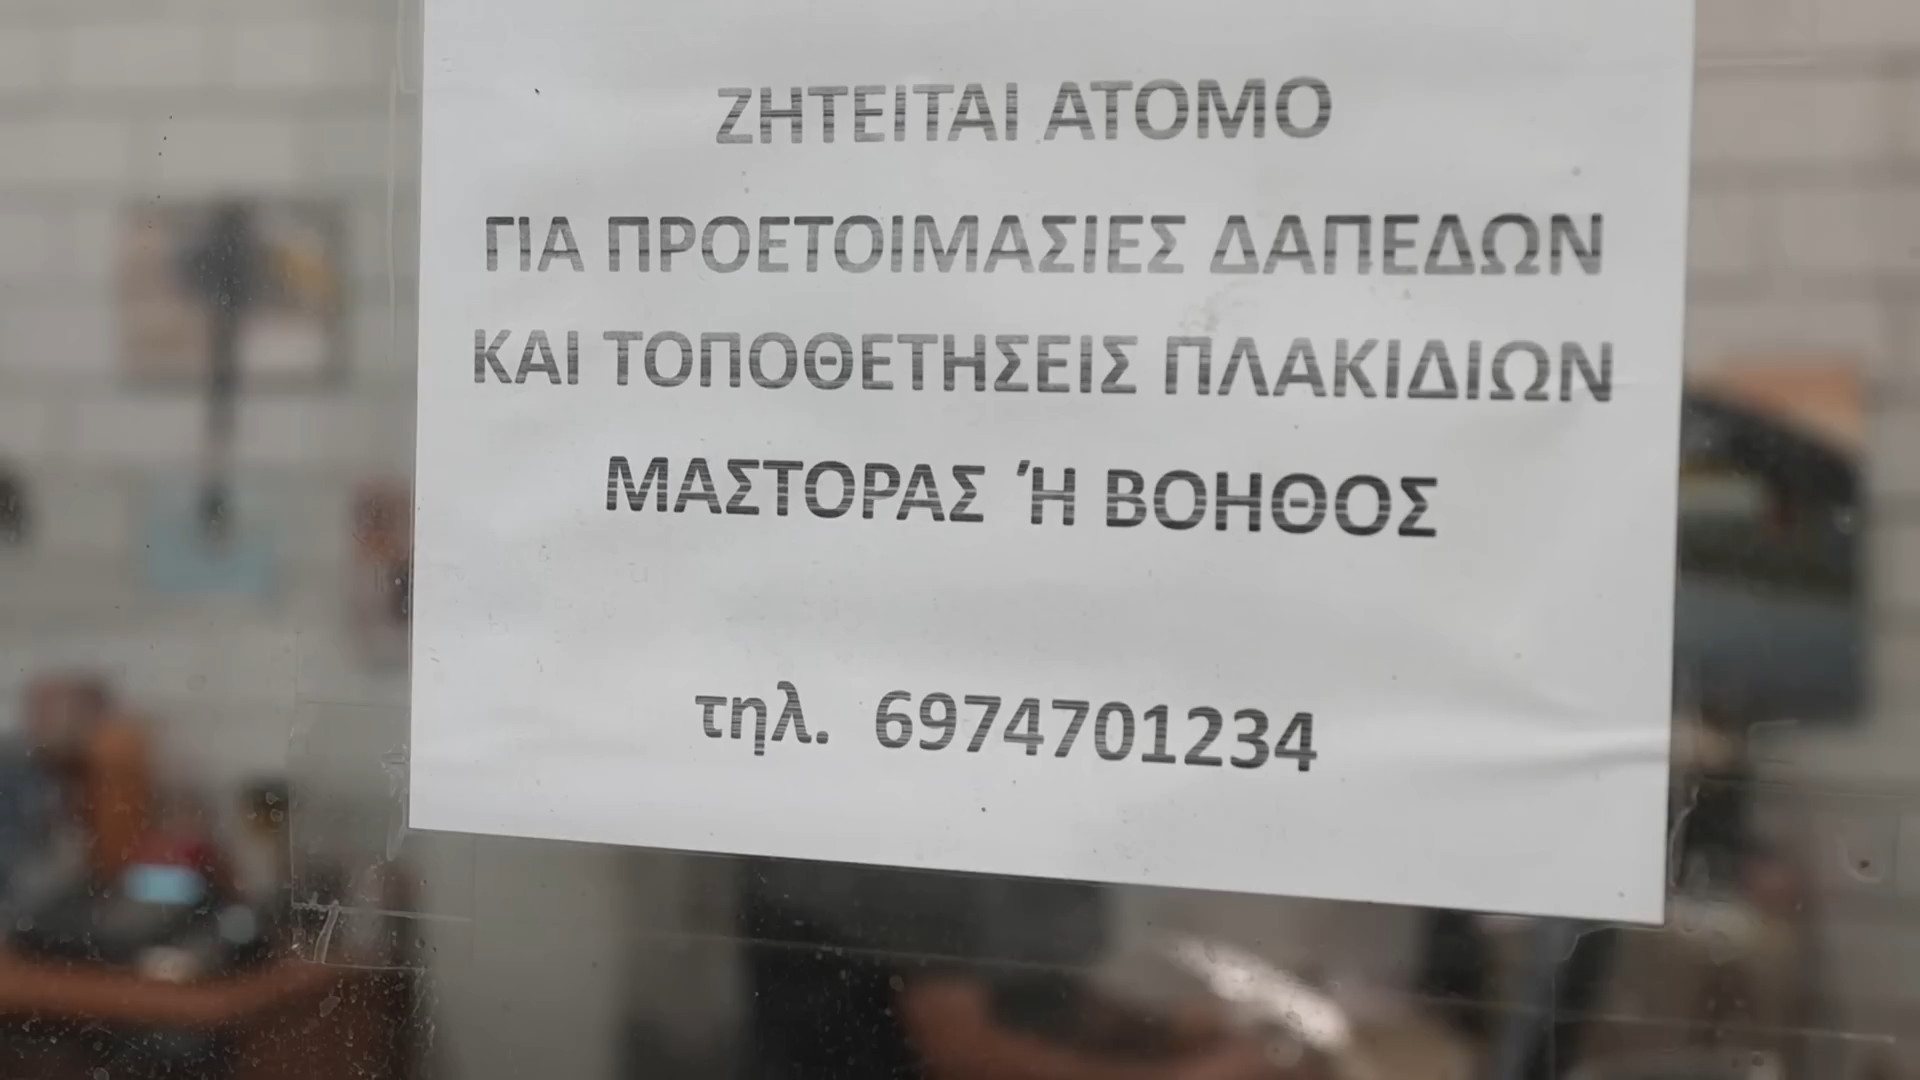 ΖΗΤΕΙΤΑΙ ΑΤΟΜΟ
ΓΙΑ ΠΡΟΕΤΟΙΜΑΣΙΕΣ ΔΑΠΕΔΩΝ
ΚΑΙ ΤΟΠΟΘΕΤΗΣΕΙΣ ΠΛΑΚΙΔΙΩΝ
ΜΑΣΤΟΡΑΣ Ή ΒΟΗΘΟΣ
τηλ. 6974701234